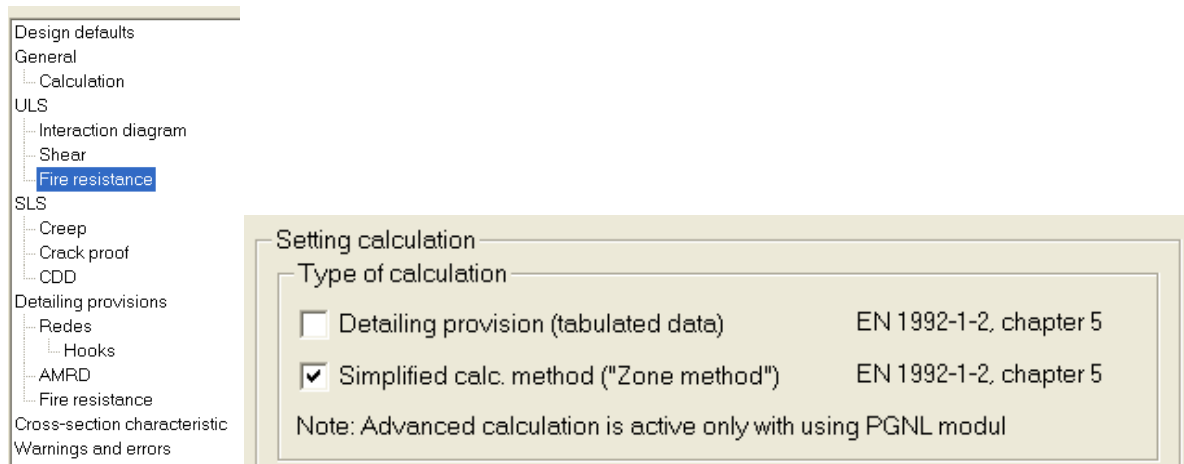 Design defaults
General
Calculation
ULS
Interaction diagram
Shear
Fire resistance
SLS
Creep
Crack proof
CDD
Detailing provisions
Redes
Hooks
AMRD
Fire resistance
Cross-section characteristic
Warnings and errors
Setting calculation
Type of calculation
Detailing provision (tabulated data) EN 1992-1-2, chapter 5
Simplified calc. method ("Zone method") EN 1992-1-2, chapter 5
Note: Advanced calculation is active only with using PGNL modul